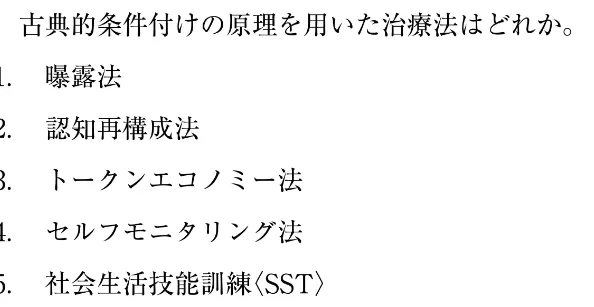 古典的条件付けの原理を用いた治療法はどれか。
1. 曝露法
2. 認知再構成法
3. トークンエコノミー法
4. セルフモニタリング法
5. 社会生活技能訓練〈SST〉